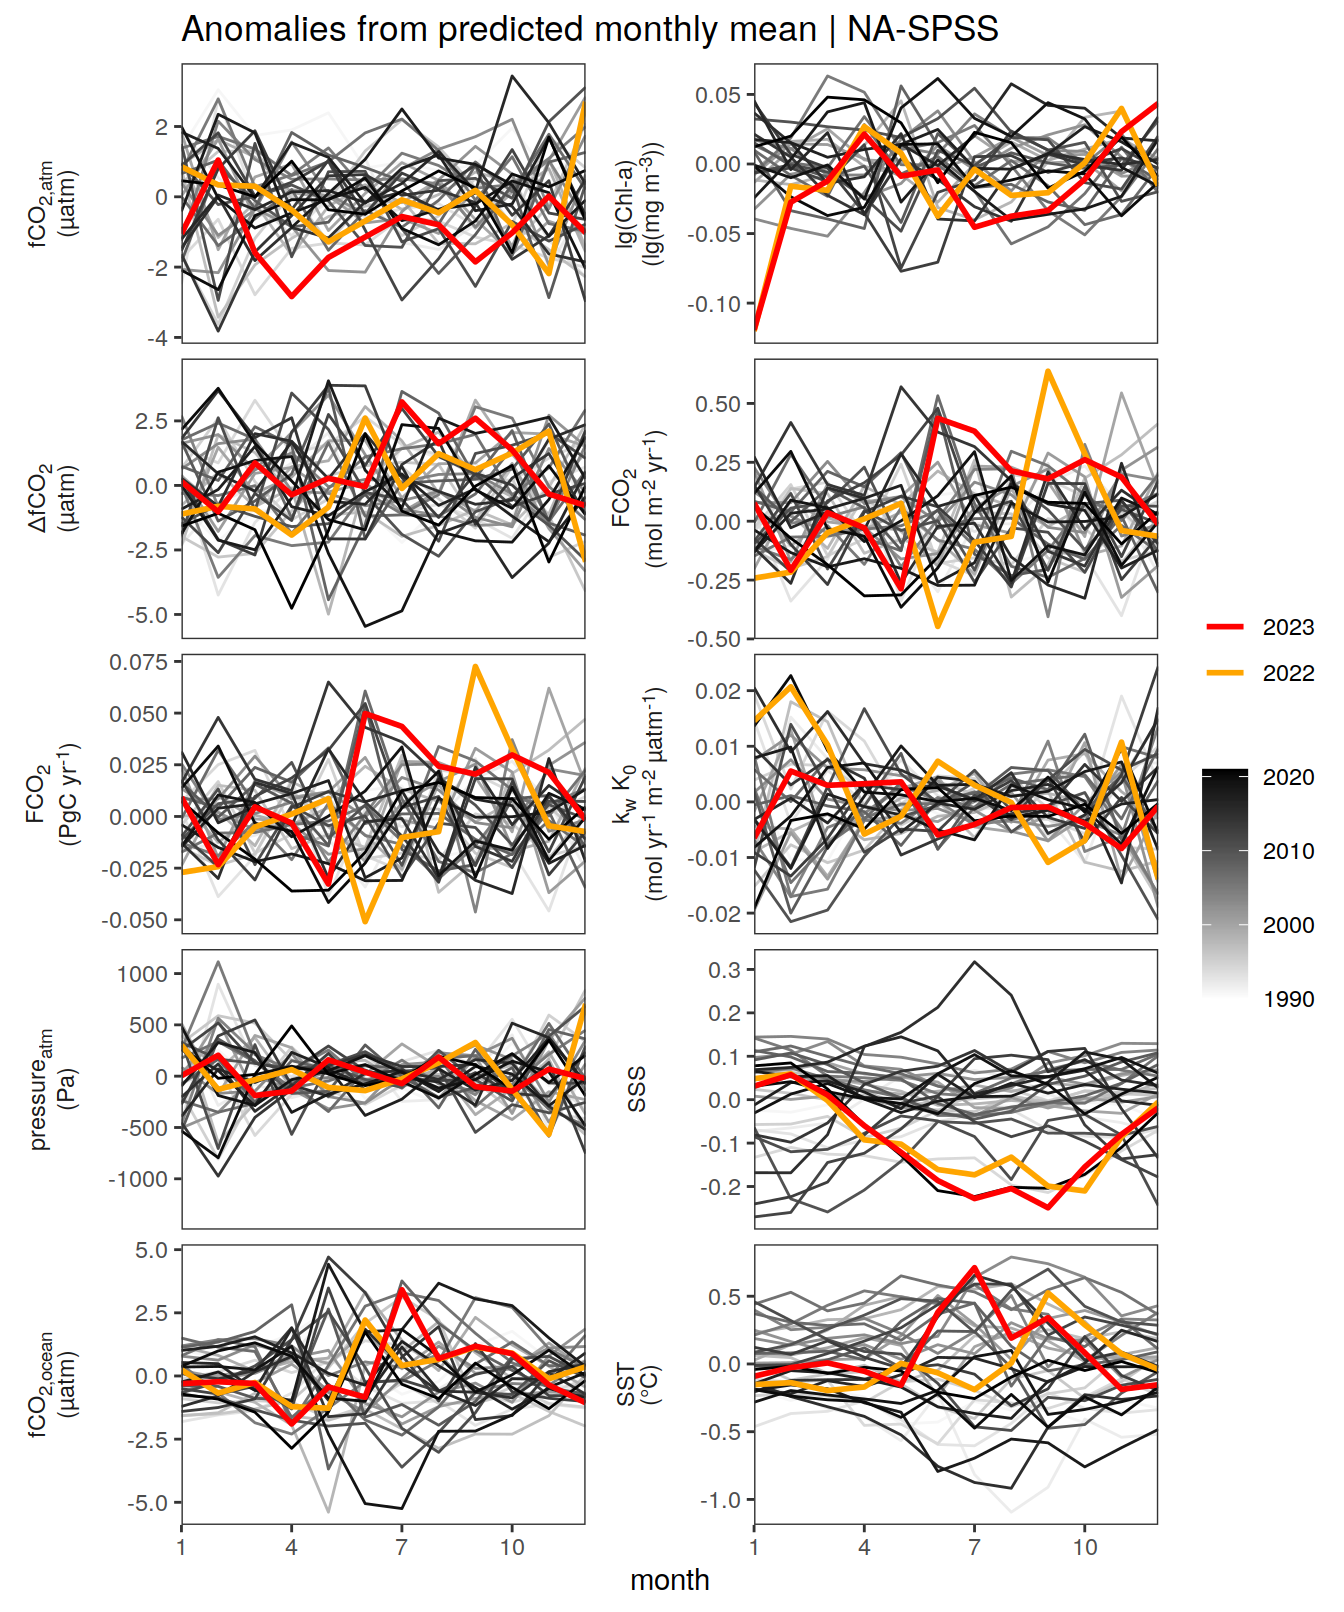 Anomalies from predicted monthly mean | NA-SPSS
fCO2,atm
(µatm)
2
0
-2
-4
lg(Chl-a)
(lg(mg m-3))
0.05
0.00
-0.05
-0.10
ΔfCO2
(µatm)
2.5
0.0
-2.5
-5.0
FCO2
(mol m-2 yr-1)
0.50
0.25
0.00
-0.25
-0.50
FCO2
(PgC yr-1)
0.075
0.050
0.025
0.000
-0.025
-0.050
kw K0
(mol yr-1 m-2 µatm-1)
0.02
0.01
0.00
-0.01
-0.02
pressureatm
(Pa)
1000
500
0
-500
-1000
SSS
0.3
0.2
0.1
0.0
-0.1
-0.2
fCO2,ocean
(µatm)
5.0
2.5
0.0
-2.5
-5.0
SST
(°C)
0.5
0.0
-0.5
-1.0
1 4 7 10
1 4 7 10
month
2023
2022
2020
2010
2000
1990